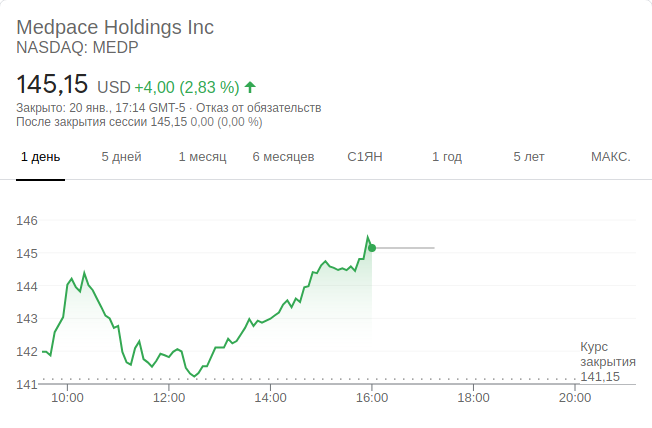 Medpace Holdings Inc
NASDAQ: MEDP
145,15 USD +4,00 (2,83 %)
Закрыто: 20 янв., 17:14 GMT-5 · Отказ от обязательств
После закрытия сессии 145,15 0,00 (0,00 %)
1 день 5 дней 1 месяц 6 месяцев С1ЯН 1 год 5 лет МАКС.
146
145
144
143
142
141
Курс
закрытия
141,15
10:00 12:00 14:00 16:00 18:00 20:00